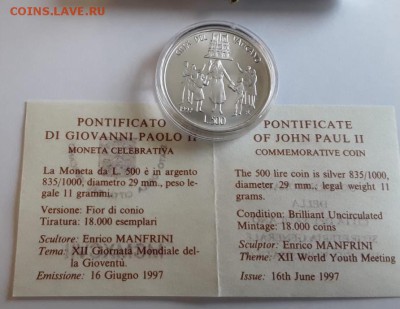 COINS.LAVE.RU
L.500
PONTIFICATO
DI GIOVANNI PAOLO II
MONETA CELEBRATIVA
La Moneta da L. 500 è in argento
835/1000, diametro 29 mm., peso le-
gale 11 grammi.
Versione: Fior di conio
Tiratura: 18.000 esemplari
Scultore: Enrico MANFRINI
Tema: XII Giornata Mondiale del-
la Gioventù.
Emissione: 16 Giugno 1997
PONTIFICATE
OF JOHN PAUL II
COMMEMORATIVE COIN
The 500 lire coin is silver 835/1000,
diameter 29 mm., legal weight 11
grams.
Condition: Brilliant Uncirculated
Mintage: 18.000 coins
Sculptor: Enrico MANFRINI
Theme: XII World Youth Meeting
Issue: 16th June 1997